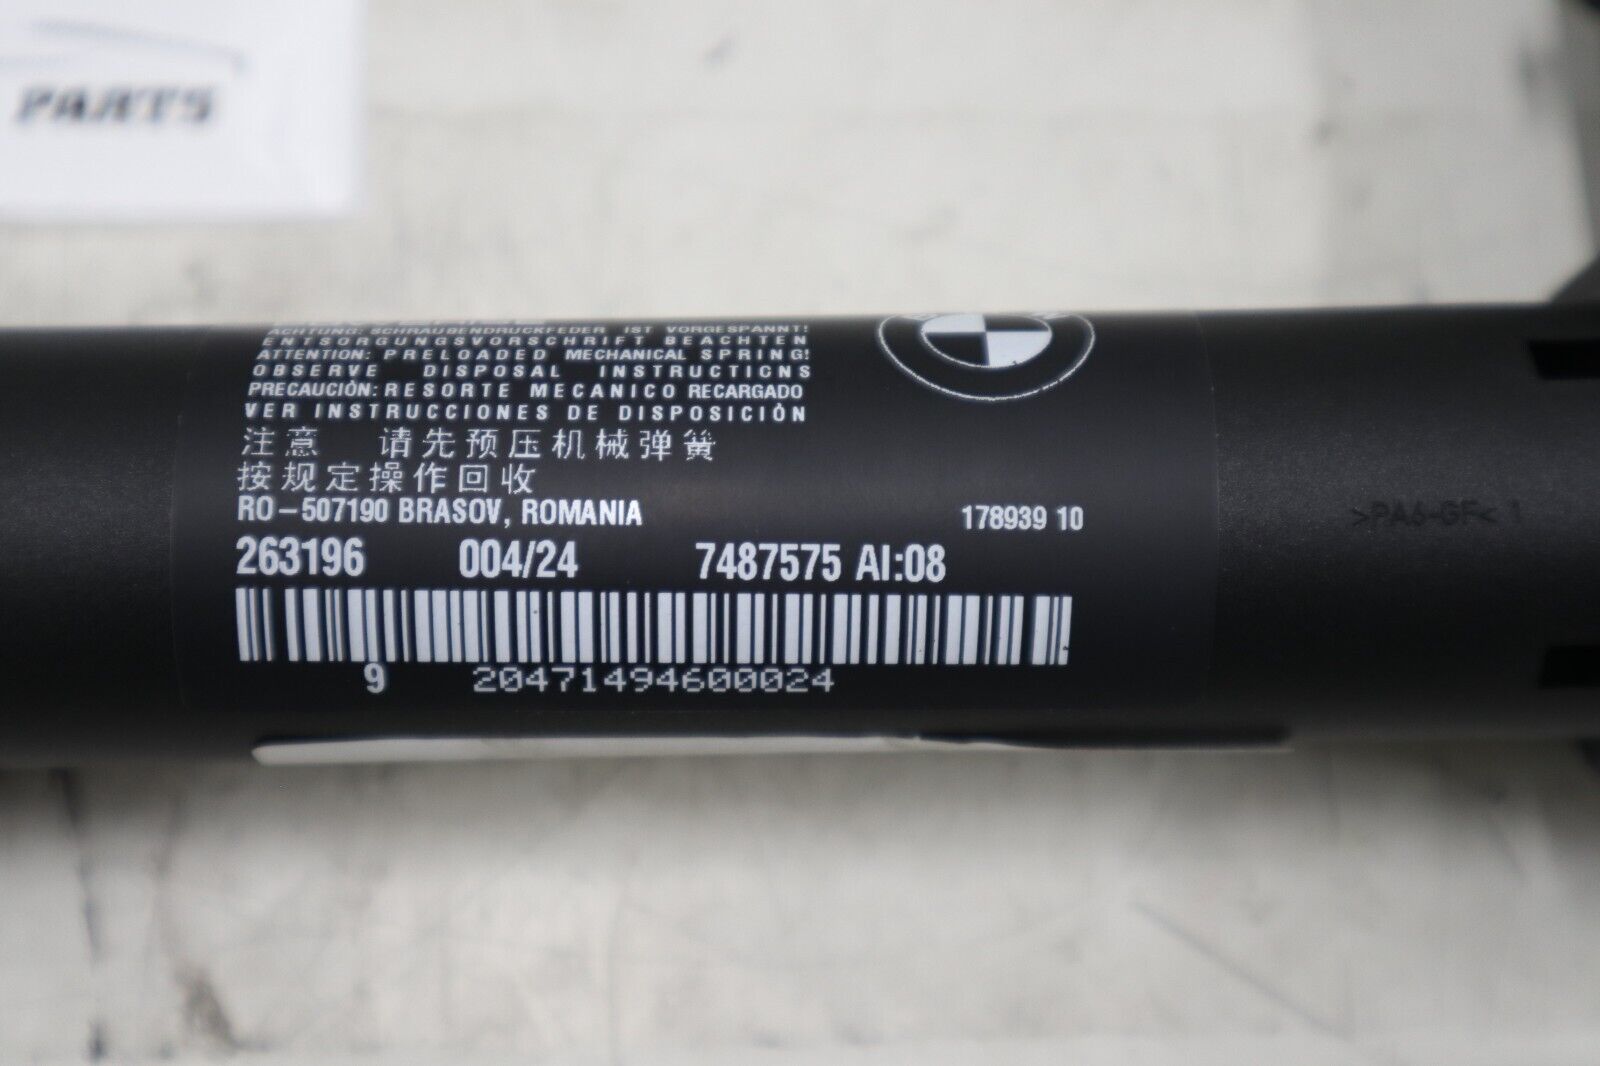 PARTS
ACHTUNG: SCHRAUBENDRUCKFEDER IST VORGESPANNT!
ENTSORGUNGSVORSCHRIFT BEACHTEN
ATTENTION: PRELOADED MECHANICAL SPRING!
OBSERVE DISPOSAL INSTRUCTIONS
PRECAUCIÓN: RESORTE MECANICO RECARGADO
VER INSTRUCCIONES DE DISPOSICIÓN
注意 请先预压机械弹簧
按规定操作回收
RO-507190 BRASOV, ROMANIA 178939 10
263196 004/24 7487575 AI:08
9 20471494600024
>PA6-GF< 1